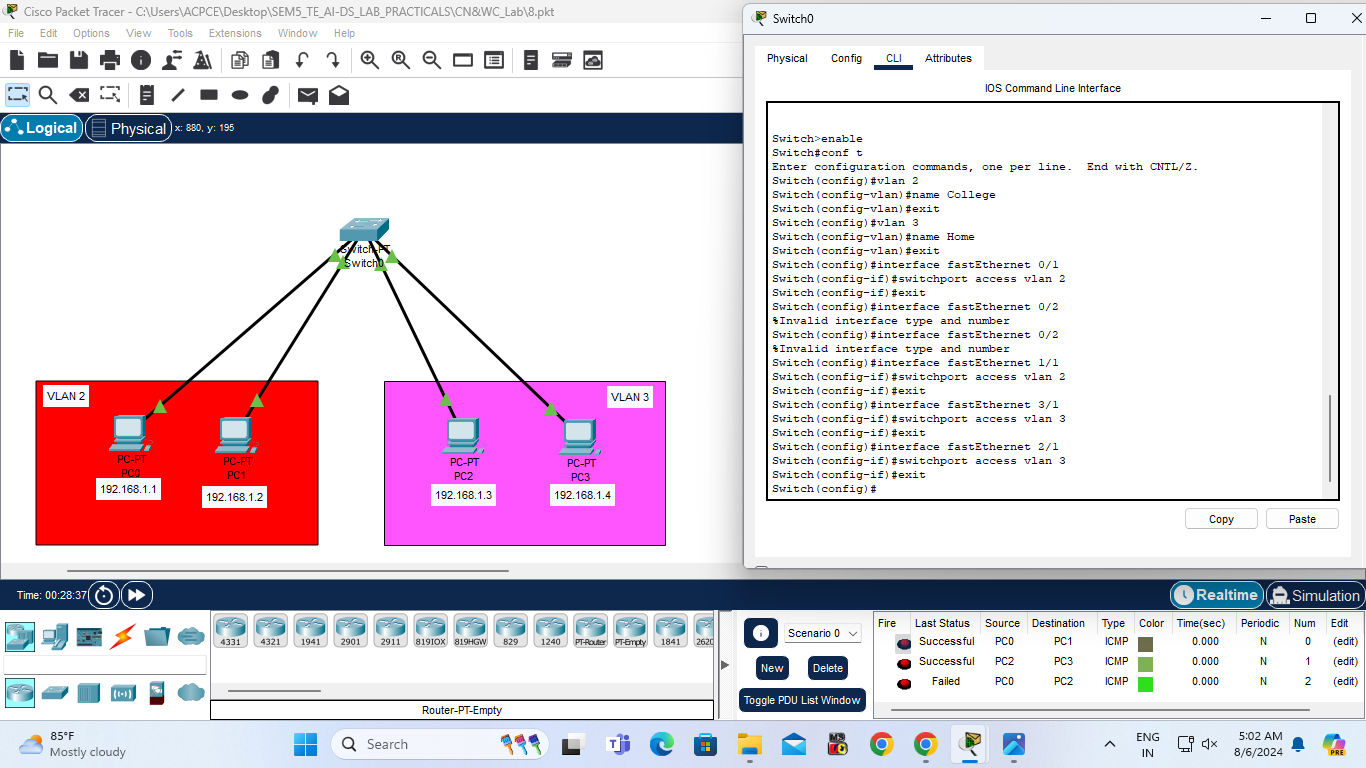 Cisco Packet Tracer - C:\Users\ACPCE\Desktop\SEM5_TE_AI-DS_LAB_PRACTICALS\CN&WC_Lab\8.pkt
File Edit Options View Tools Extensions Window Help
Logical Physical x: 880, y: 195
Switch-PT
Switch0
VLAN 2
PC-PT
PC0
192.168.1.1
PC-PT
PC1
192.168.1.2
VLAN 3
PC-PT
PC2
192.168.1.3
PC-PT
PC3
192.168.1.4
Switch0
Physical Config CLI Attributes
IOS Command Line Interface
Switch>enable
Switch#conf t
Enter configuration commands, one per line.  End with CNTL/Z.
Switch(config)#vlan 2
Switch(config-vlan)#name College
Switch(config-vlan)#exit
Switch(config)#vlan 3
Switch(config-vlan)#name Home
Switch(config-vlan)#exit
Switch(config)#interface fastEthernet 0/1
Switch(config-if)#switchport access vlan 2
Switch(config-if)#exit
Switch(config)#interface fastEthernet 0/2
%Invalid interface type and number
Switch(config)#interface fastEthernet 0/2
%Invalid interface type and number
Switch(config)#interface fastEthernet 1/1
Switch(config-if)#switchport access vlan 2
Switch(config-if)#exit
Switch(config)#interface fastEthernet 3/1
Switch(config-if)#switchport access vlan 3
Switch(config-if)#exit
Switch(config)#interface fastEthernet 2/1
Switch(config-if)#switchport access vlan 3
Switch(config-if)#exit
Switch(config)#
Copy Paste
Time: 00:28:37
Realtime Simulation
4331 4321 1941 2901 2911 819IOX 819HGW 829 1240 PT-Router PT-Empty 1841 2620
Router-PT-Empty
Scenario 0
New Delete
Toggle PDU List Window
Fire Last Status Source Destination Type Color Time(sec) Periodic Num Edit
Successful PC0 PC1 ICMP 0.000 N 0 (edit)
Successful PC2 PC3 ICMP 0.000 N 1 (edit)
Failed PC0 PC2 ICMP 0.000 N 2 (edit)
85°F
Mostly cloudy
Search
ENG
IN
5:02 AM
8/6/2024
PRE